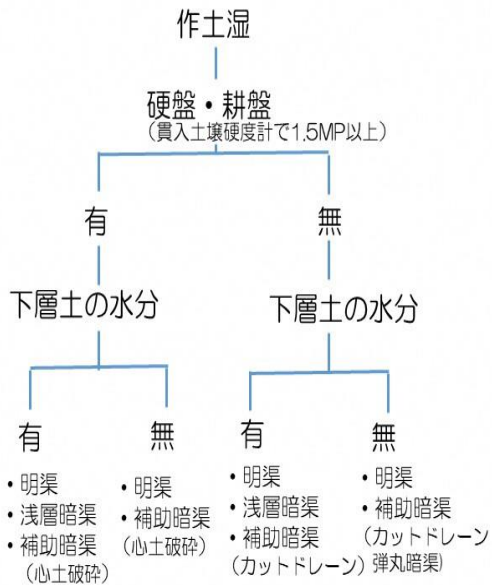 作土湿
硬盤・耕盤
(貫入土壌硬度計で1.5MP以上)
有
無
下層土の水分
下層土の水分
有
・明渠
・浅層暗渠
・補助暗渠
(心土破砕)
無
・明渠
・補助暗渠
(心土破砕)
有
・明渠
・浅層暗渠
・補助暗渠
(カットドレーン)
無
・明渠
・補助暗渠
(カットドレーン
弾丸暗渠)